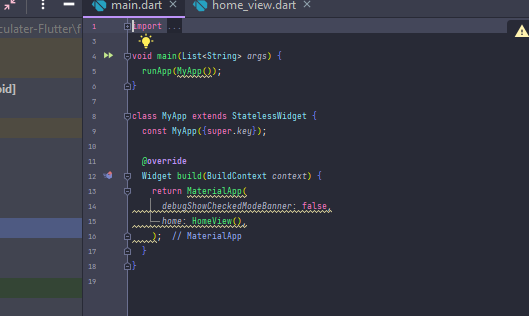 main.dart
home_view.dart
culater-Flutter\f
oid]
1 import ...
3
4 void main(List<String> args) {
5 runApp(MyApp());
6 }
7
8 class MyApp extends StatelessWidget {
9 const MyApp({super.key});
10
11 @override
12 Widget build(BuildContext context) {
13 return MaterialApp(
14 debugShowCheckedModeBanner: false,
15 home: HomeView(),
16 ); // MaterialApp
17 }
18 }
19